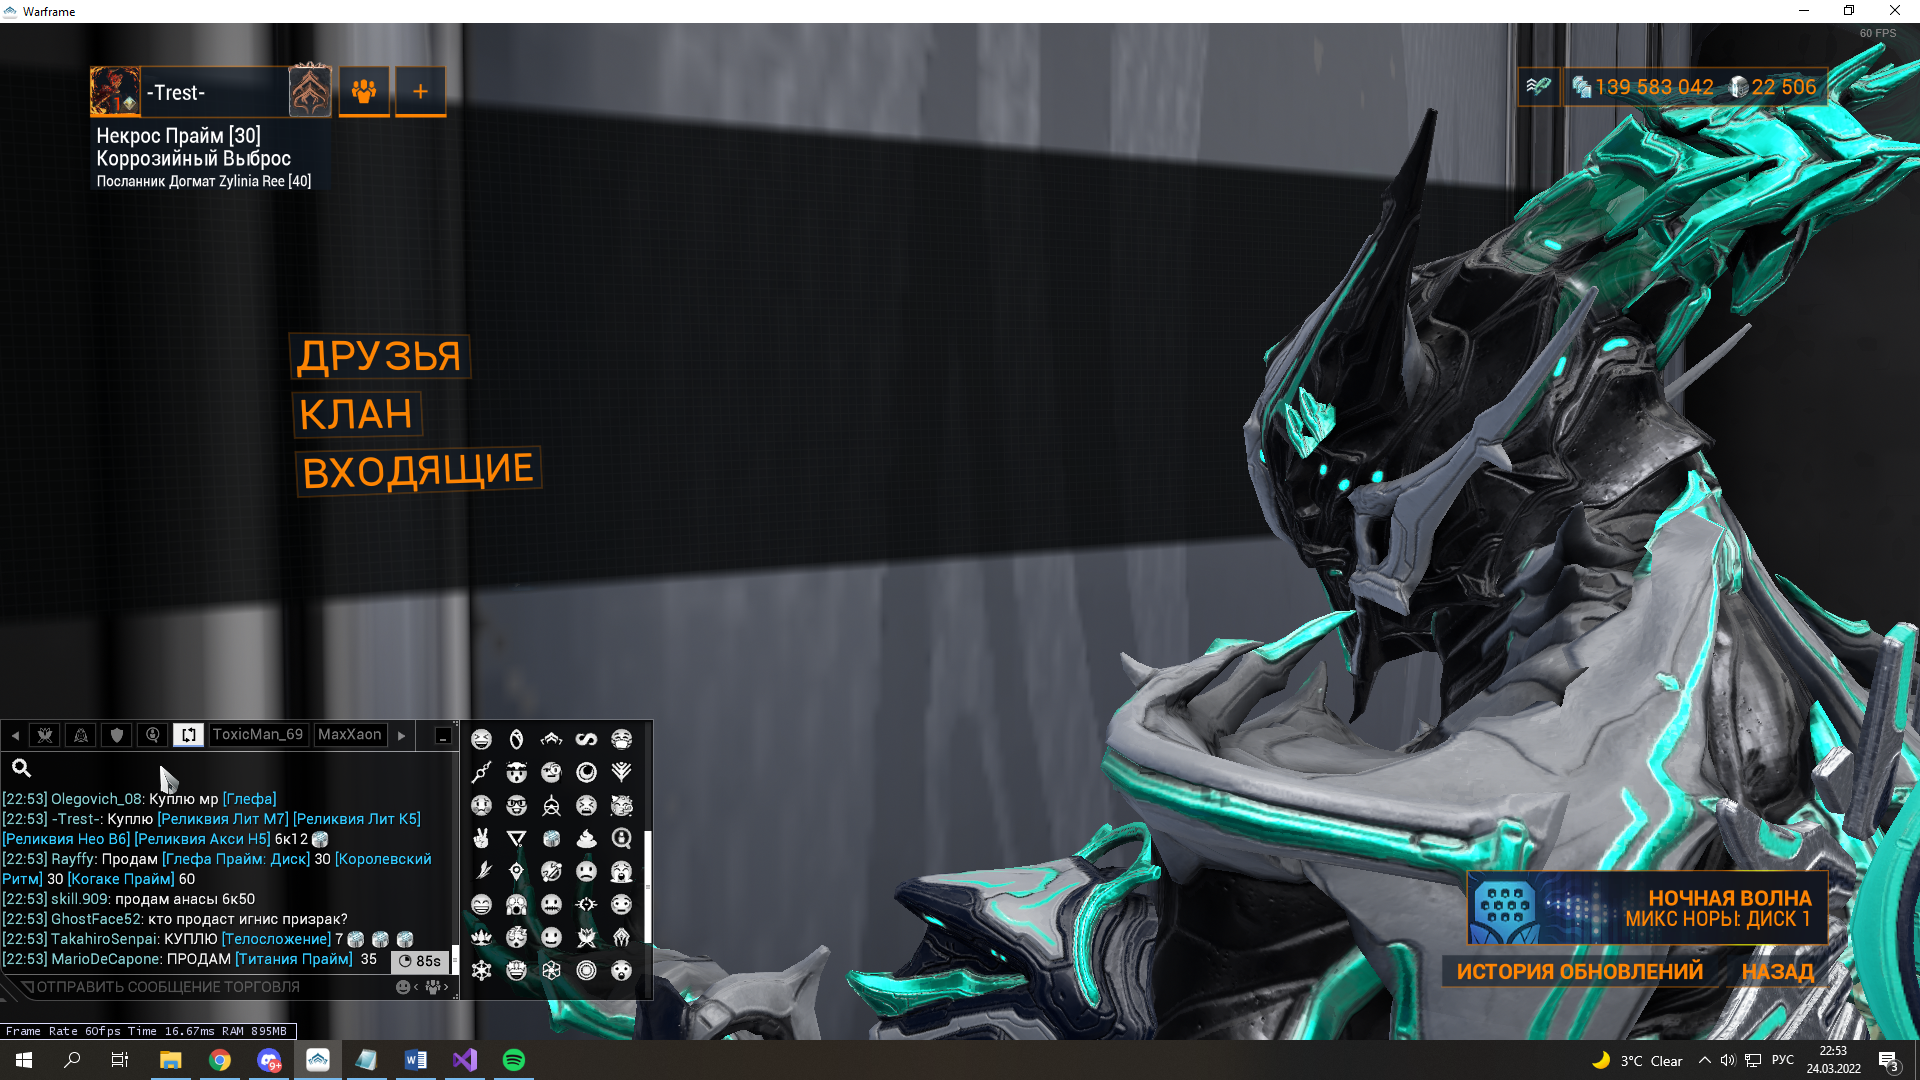 Warframe
60 FPS
-Trest-
1
+
139 583 042
22 506
Некрос Прайм [30]
Коррозийный Выброс
Посланник Догмат Zylinia Ree [40]
ДРУЗЬЯ
КЛАН
ВХОДЯЩИЕ
ToxicMan_69
MaxXaon
[22:53] Olegovich_08: Куплю мр [Глефа]
[22:53] -Trest-: Куплю [Реликвия Лит М7] [Реликвия Лит К5]
[Реликвия Нео В6] [Реликвия Акси Н5] 6к12
[22:53] Rayffy: Продам [Глефа Прайм: Диск] 30 [Королевский
Ритм] 30 [Когаке Прайм] 60
[22:53] skill.909: продам анасы 6к50
[22:53] GhostFace52: кто продаст игнис призрак?
[22:53] TakahiroSenpai: КУПЛЮ [Телосложение] 7
[22:53] MarioDeCapone: ПРОДАМ [Титания Прайм] 35
85s
ОТПРАВИТЬ СООБЩЕНИЕ ТОРГОВЛЯ
НОЧНАЯ ВОЛНА
МИКС НОРЫ: ДИСК 1
ИСТОРИЯ ОБНОВЛЕНИЙ
НАЗАД
Frame Rate 60fps Time 16.67ms RAM 895MB
9+
3°C Clear
РУС
22:53
24.03.2022
3